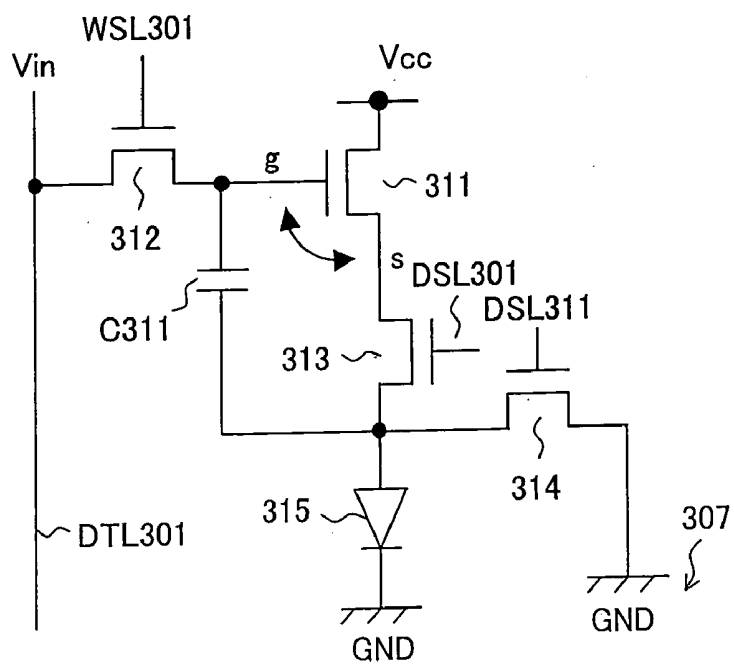 WSL301
Vin
Vcc
g
311
312
s
DSL301
DSL311
C311
313
314
315
DTL301
307
GND
GND